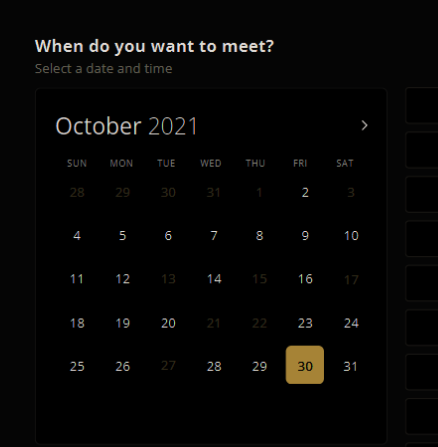 When do you want to meet?
Select a date and time
October 2021 >
SUN MON TUE WED THU FRI SAT
28 29 30 31 1 2 3
4 5 6 7 8 9 10
11 12 13 14 15 16 17
18 19 20 21 22 23 24
25 26 27 28 29 30 31